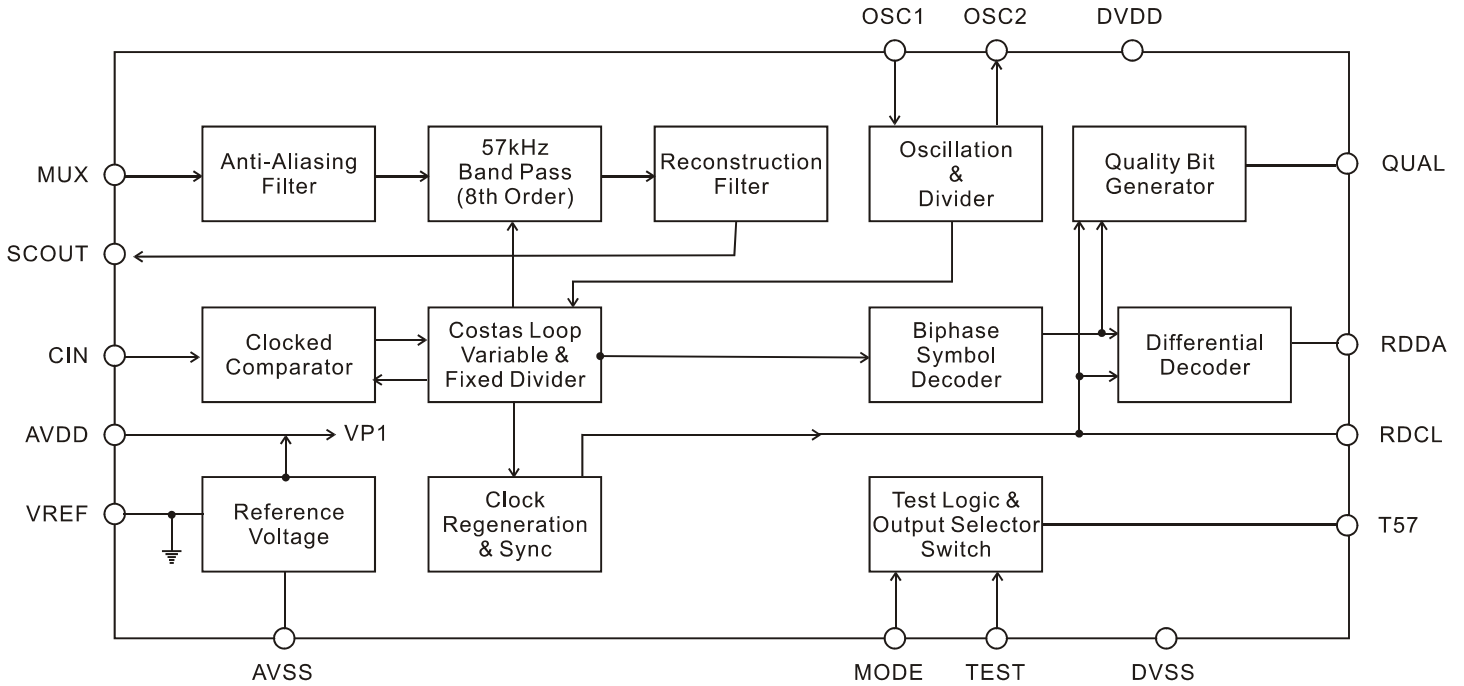 OSC1 OSC2 DVDD
MUX
Anti-Aliasing
Filter
57kHz
Band Pass
(8th Order)
Reconstruction
Filter
Oscillation
&
Divider
Quality Bit
Generator
QUAL
SCOUT
CIN
Clocked
Comparator
Costas Loop
Variable &
Fixed Divider
Biphase
Symbol
Decoder
Differential
Decoder
RDDA
AVDD
VP1
RDCL
VREF
Reference
Voltage
Clock
Regeneration
& Sync
Test Logic &
Output Selector
Switch
T57
AVSS MODE TEST DVSS